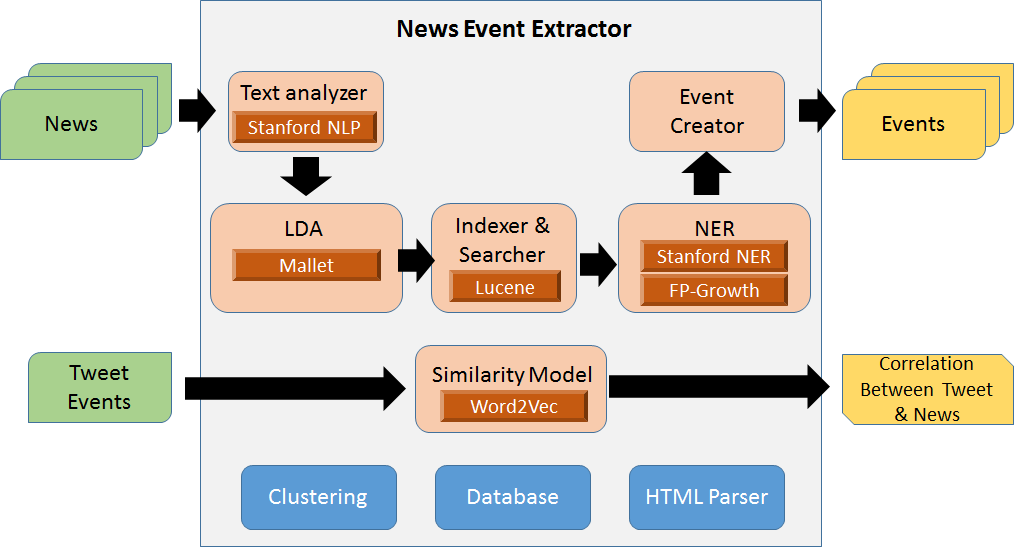 News Event Extractor
News
Text analyzer
Stanford NLP
Event
Creator
Events
LDA
Mallet
Indexer &
Searcher
Lucene
NER
Stanford NER
FP-Growth
Tweet
Events
Similarity Model
Word2Vec
Correlation
Between Tweet
& News
Clustering
Database
HTML Parser